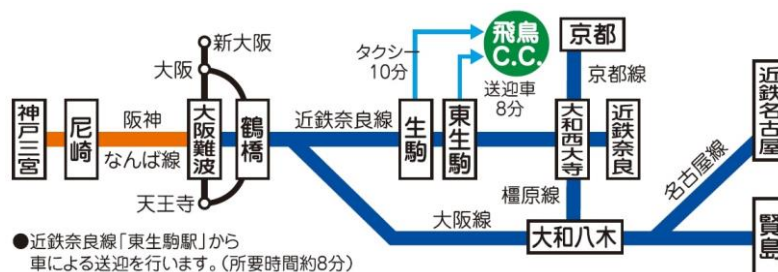 新大阪
大阪
タクシー
10分
飛鳥
C.C.
送迎車
8分
京都
京都線
神戸三宮
尼崎
阪神
なんば線
大阪難波
鶴橋
近鉄奈良線
生駒
東生駒
大和西大寺
近鉄奈良
近鉄名古屋
名古屋線
天王寺
橿原線
大阪線
大和八木
賢島
●近鉄奈良線「東生駒駅」から
車による送迎を行います。(所要時間約8分)